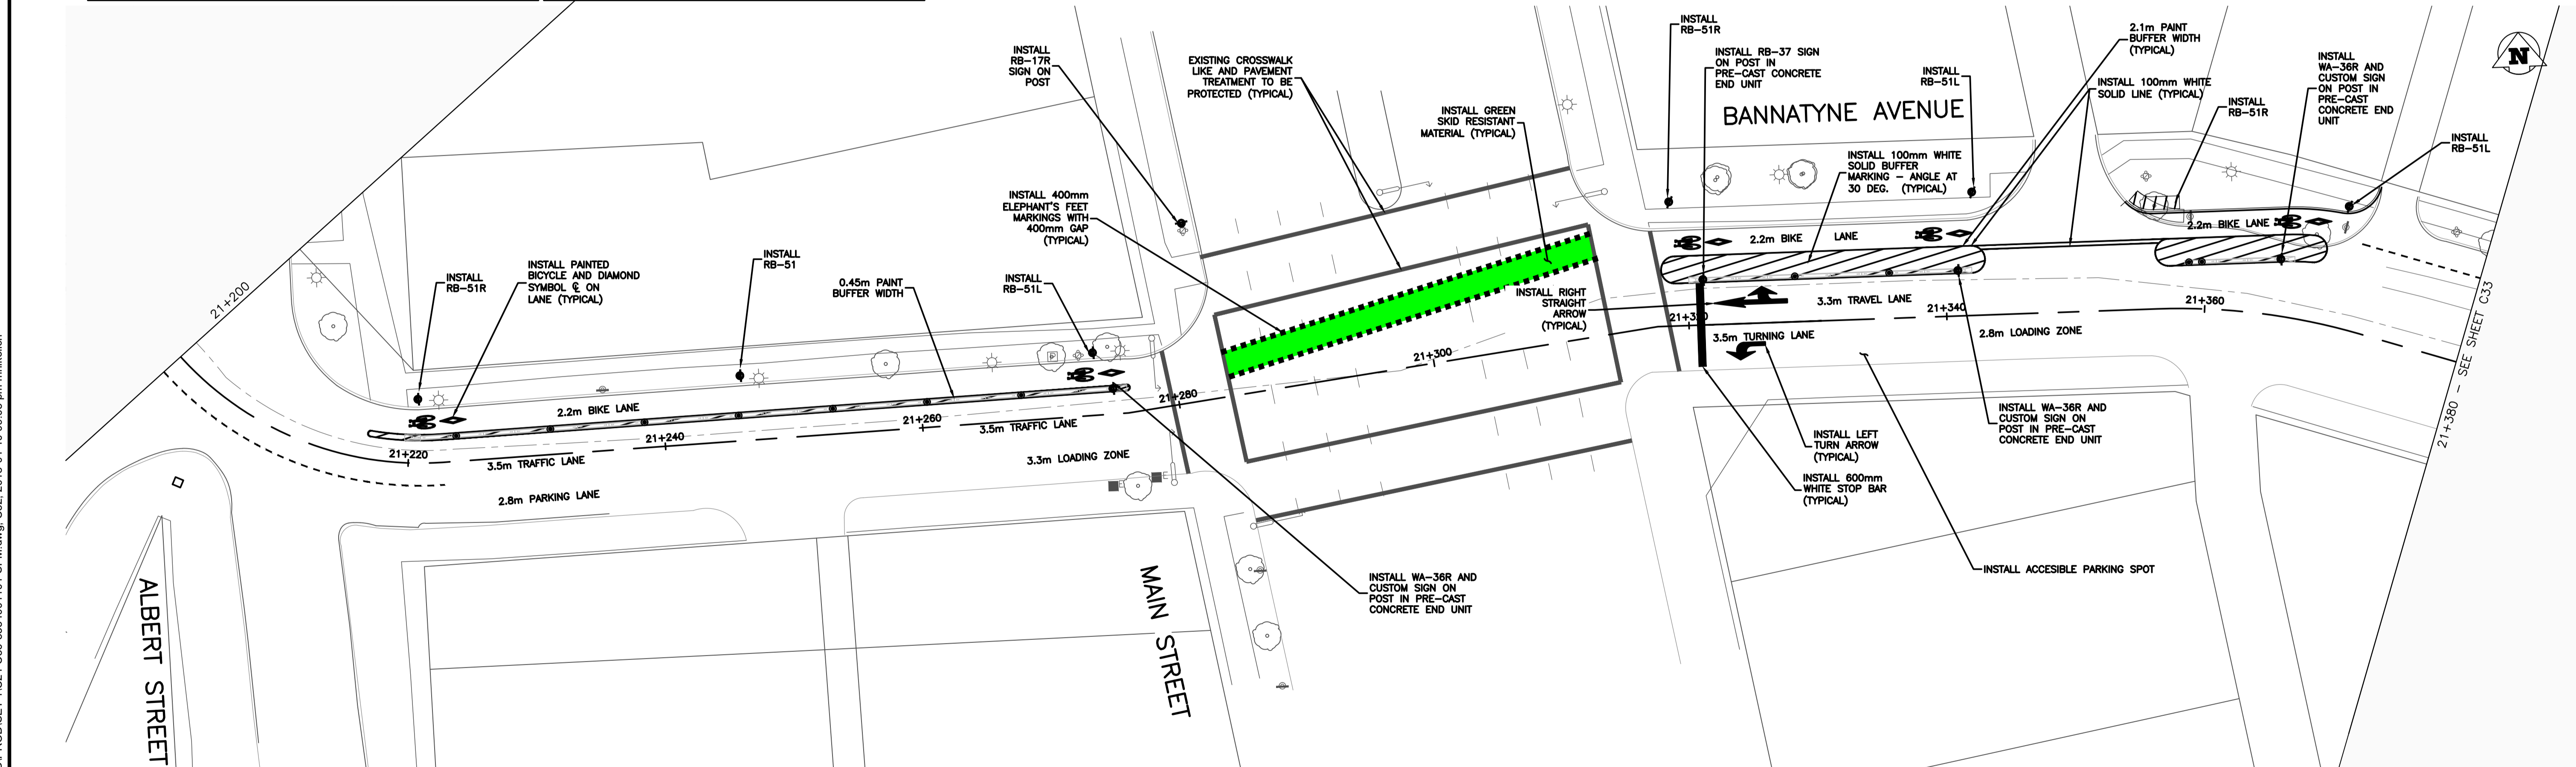 INSTALL
RB-17R
SIGN ON
POST
EXISTING CROSSWALK
LIKE AND PAVEMENT
TREATMENT TO BE
PROTECTED (TYPICAL)
INSTALL GREEN
SKID RESISTANT
MATERIAL (TYPICAL)
INSTALL
RB-51R
INSTALL RB-37 SIGN
ON POST IN
PRE-CAST CONCRETE
END UNIT
INSTALL
RB-51L
BANNATYNE AVENUE
2.1m PAINT
BUFFER WIDTH
(TYPICAL)
INSTALL 100mm WHITE
SOLID LINE (TYPICAL)
INSTALL
RB-51R
INSTALL
WA-36R AND
CUSTOM SIGN
ON POST IN
PRE-CAST
CONCRETE END
UNIT
INSTALL
RB-51L
N
INSTALL 100mm WHITE
SOLID BUFFER
MARKING - ANGLE AT
30 DEG. (TYPICAL)
INSTALL 400mm
ELEPHANT'S FEET
MARKINGS WITH
400mm GAP
(TYPICAL)
21+200
INSTALL
RB-51R
INSTALL PAINTED
BICYCLE AND DIAMOND
SYMBOL ℄ ON
LANE (TYPICAL)
INSTALL
RB-51
0.45m PAINT
BUFFER WIDTH
INSTALL
RB-51L
2.2m BIKE LANE
2.2m BIKE LANE
INSTALL RIGHT
STRAIGHT
ARROW
(TYPICAL)
3.3m TRAVEL LANE
21+340
21+360
3.5m TURNING LANE
2.8m LOADING ZONE
21+300
21+280
2.2m BIKE LANE
21+260
21+240
21+220
3.5m TRAFFIC LANE
3.5m TRAFFIC LANE
3.3m LOADING ZONE
2.8m PARKING LANE
INSTALL LEFT
TURN ARROW
(TYPICAL)
INSTALL 600mm
WHITE STOP BAR
(TYPICAL)
INSTALL WA-36R AND
CUSTOM SIGN ON
POST IN PRE-CAST
CONCRETE END UNIT
INSTALL ACCESIBLE PARKING SPOT
INSTALL WA-36R AND
CUSTOM SIGN ON
POST IN PRE-CAST
CONCRETE END UNIT
ALBERT STREET
MAIN STREET
21+380 - SEE SHEET C33